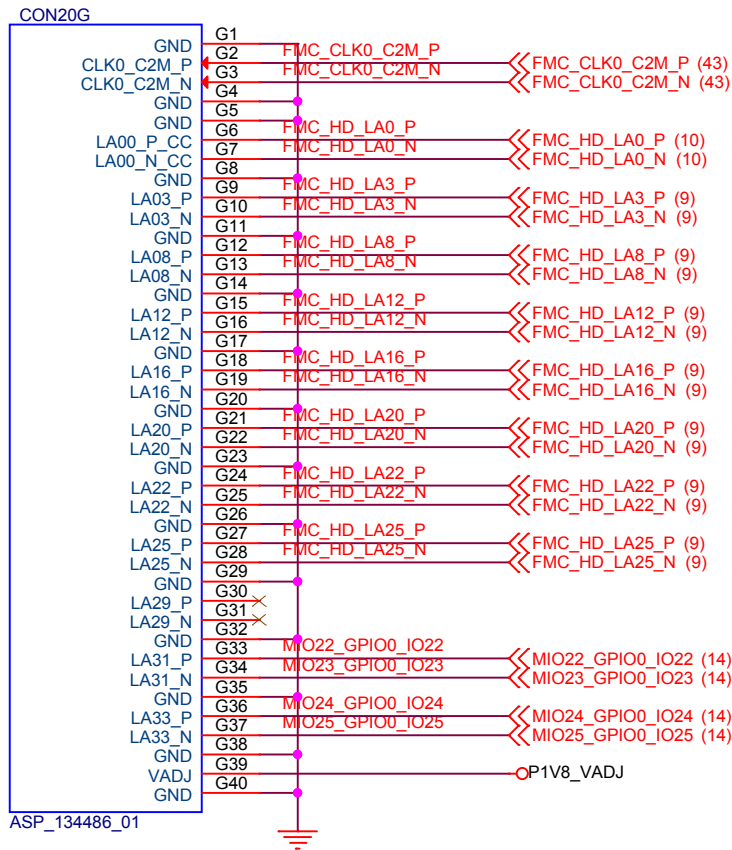 CON20G
GND G1
CLK0_C2M_P G2 FMC_CLK0_C2M_P FMC_CLK0_C2M_P (43)
CLK0_C2M_N G3 FMC_CLK0_C2M_N FMC_CLK0_C2M_N (43)
GND G4
GND G5
LA00_P_CC G6 FMC_HD_LA0_P FMC_HD_LA0_P (10)
LA00_N_CC G7 FMC_HD_LA0_N FMC_HD_LA0_N (10)
GND G8
LA03_P G9 FMC_HD_LA3_P FMC_HD_LA3_P (9)
LA03_N G10 FMC_HD_LA3_N FMC_HD_LA3_N (9)
GND G11
LA08_P G12 FMC_HD_LA8_P FMC_HD_LA8_P (9)
LA08_N G13 FMC_HD_LA8_N FMC_HD_LA8_N (9)
GND G14
LA12_P G15 FMC_HD_LA12_P FMC_HD_LA12_P (9)
LA12_N G16 FMC_HD_LA12_N FMC_HD_LA12_N (9)
GND G17
LA16_P G18 FMC_HD_LA16_P FMC_HD_LA16_P (9)
LA16_N G19 FMC_HD_LA16_N FMC_HD_LA16_N (9)
GND G20
LA20_P G21 FMC_HD_LA20_P FMC_HD_LA20_P (9)
LA20_N G22 FMC_HD_LA20_N FMC_HD_LA20_N (9)
GND G23
LA22_P G24 FMC_HD_LA22_P FMC_HD_LA22_P (9)
LA22_N G25 FMC_HD_LA22_N FMC_HD_LA22_N (9)
GND G26
LA25_P G27 FMC_HD_LA25_P FMC_HD_LA25_P (9)
LA25_N G28 FMC_HD_LA25_N FMC_HD_LA25_N (9)
GND G29
LA29_P G30
LA29_N G31
GND G32
LA31_P G33 MIO22_GPIO0_IO22 MIO22_GPIO0_IO22 (14)
LA31_N G34 MIO23_GPIO0_IO23 MIO23_GPIO0_IO23 (14)
GND G35
LA33_P G36 MIO24_GPIO0_IO24 MIO24_GPIO0_IO24 (14)
LA33_N G37 MIO25_GPIO0_IO25 MIO25_GPIO0_IO25 (14)
GND G38
VADJ G39 P1V8_VADJ
GND G40
ASP_134486_01